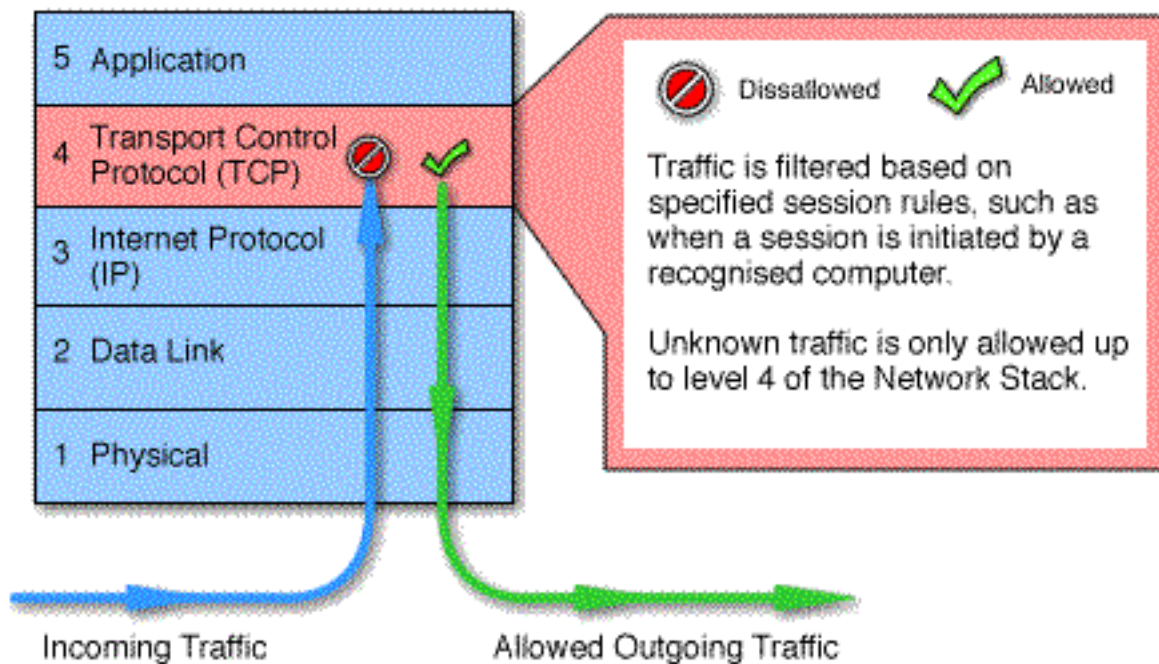 5 Application
4 Transport Control
Protocol (TCP)
3 Internet Protocol
(IP)
2 Data Link
1 Physical
Incoming Traffic
Allowed Outgoing Traffic
Dissallowed
Allowed
Traffic is filtered based on
specified session rules, such as
when a session is initiated by a
recognised computer.
Unknown traffic is only allowed up
to level 4 of the Network Stack.